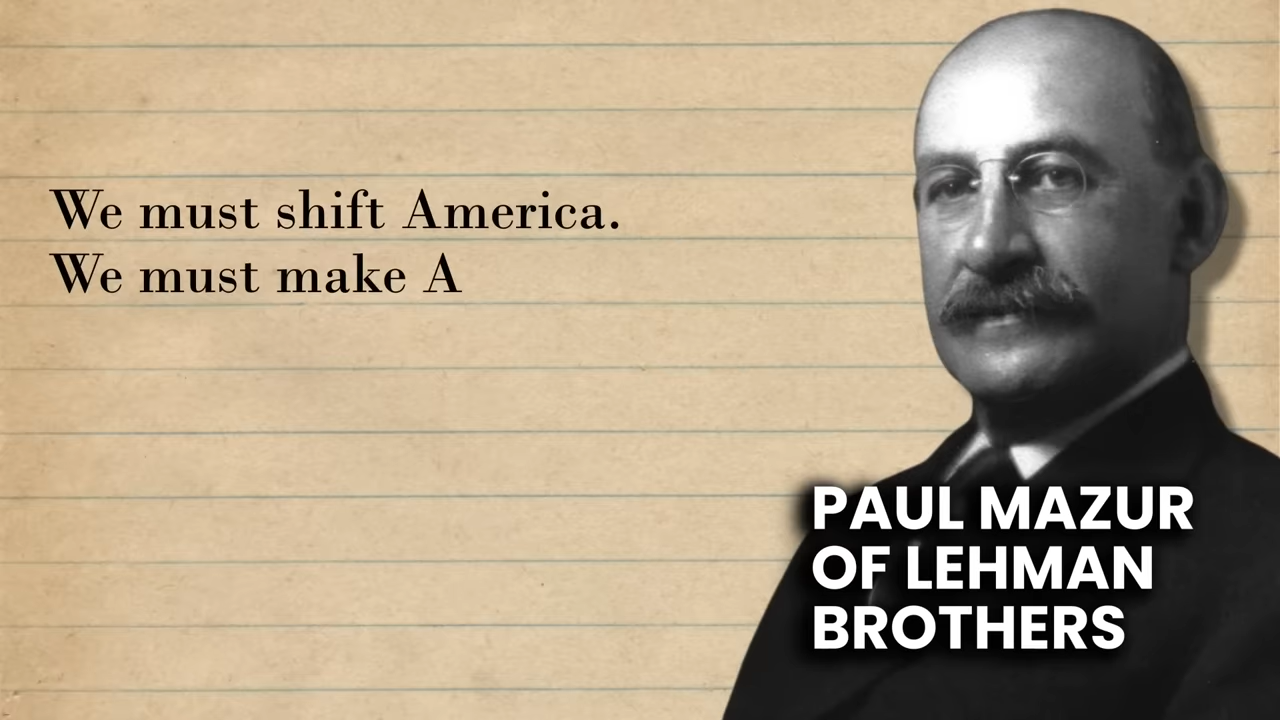 We must shift America.
We must make A
PAUL MAZUR
OF LEHMAN
BROTHERS